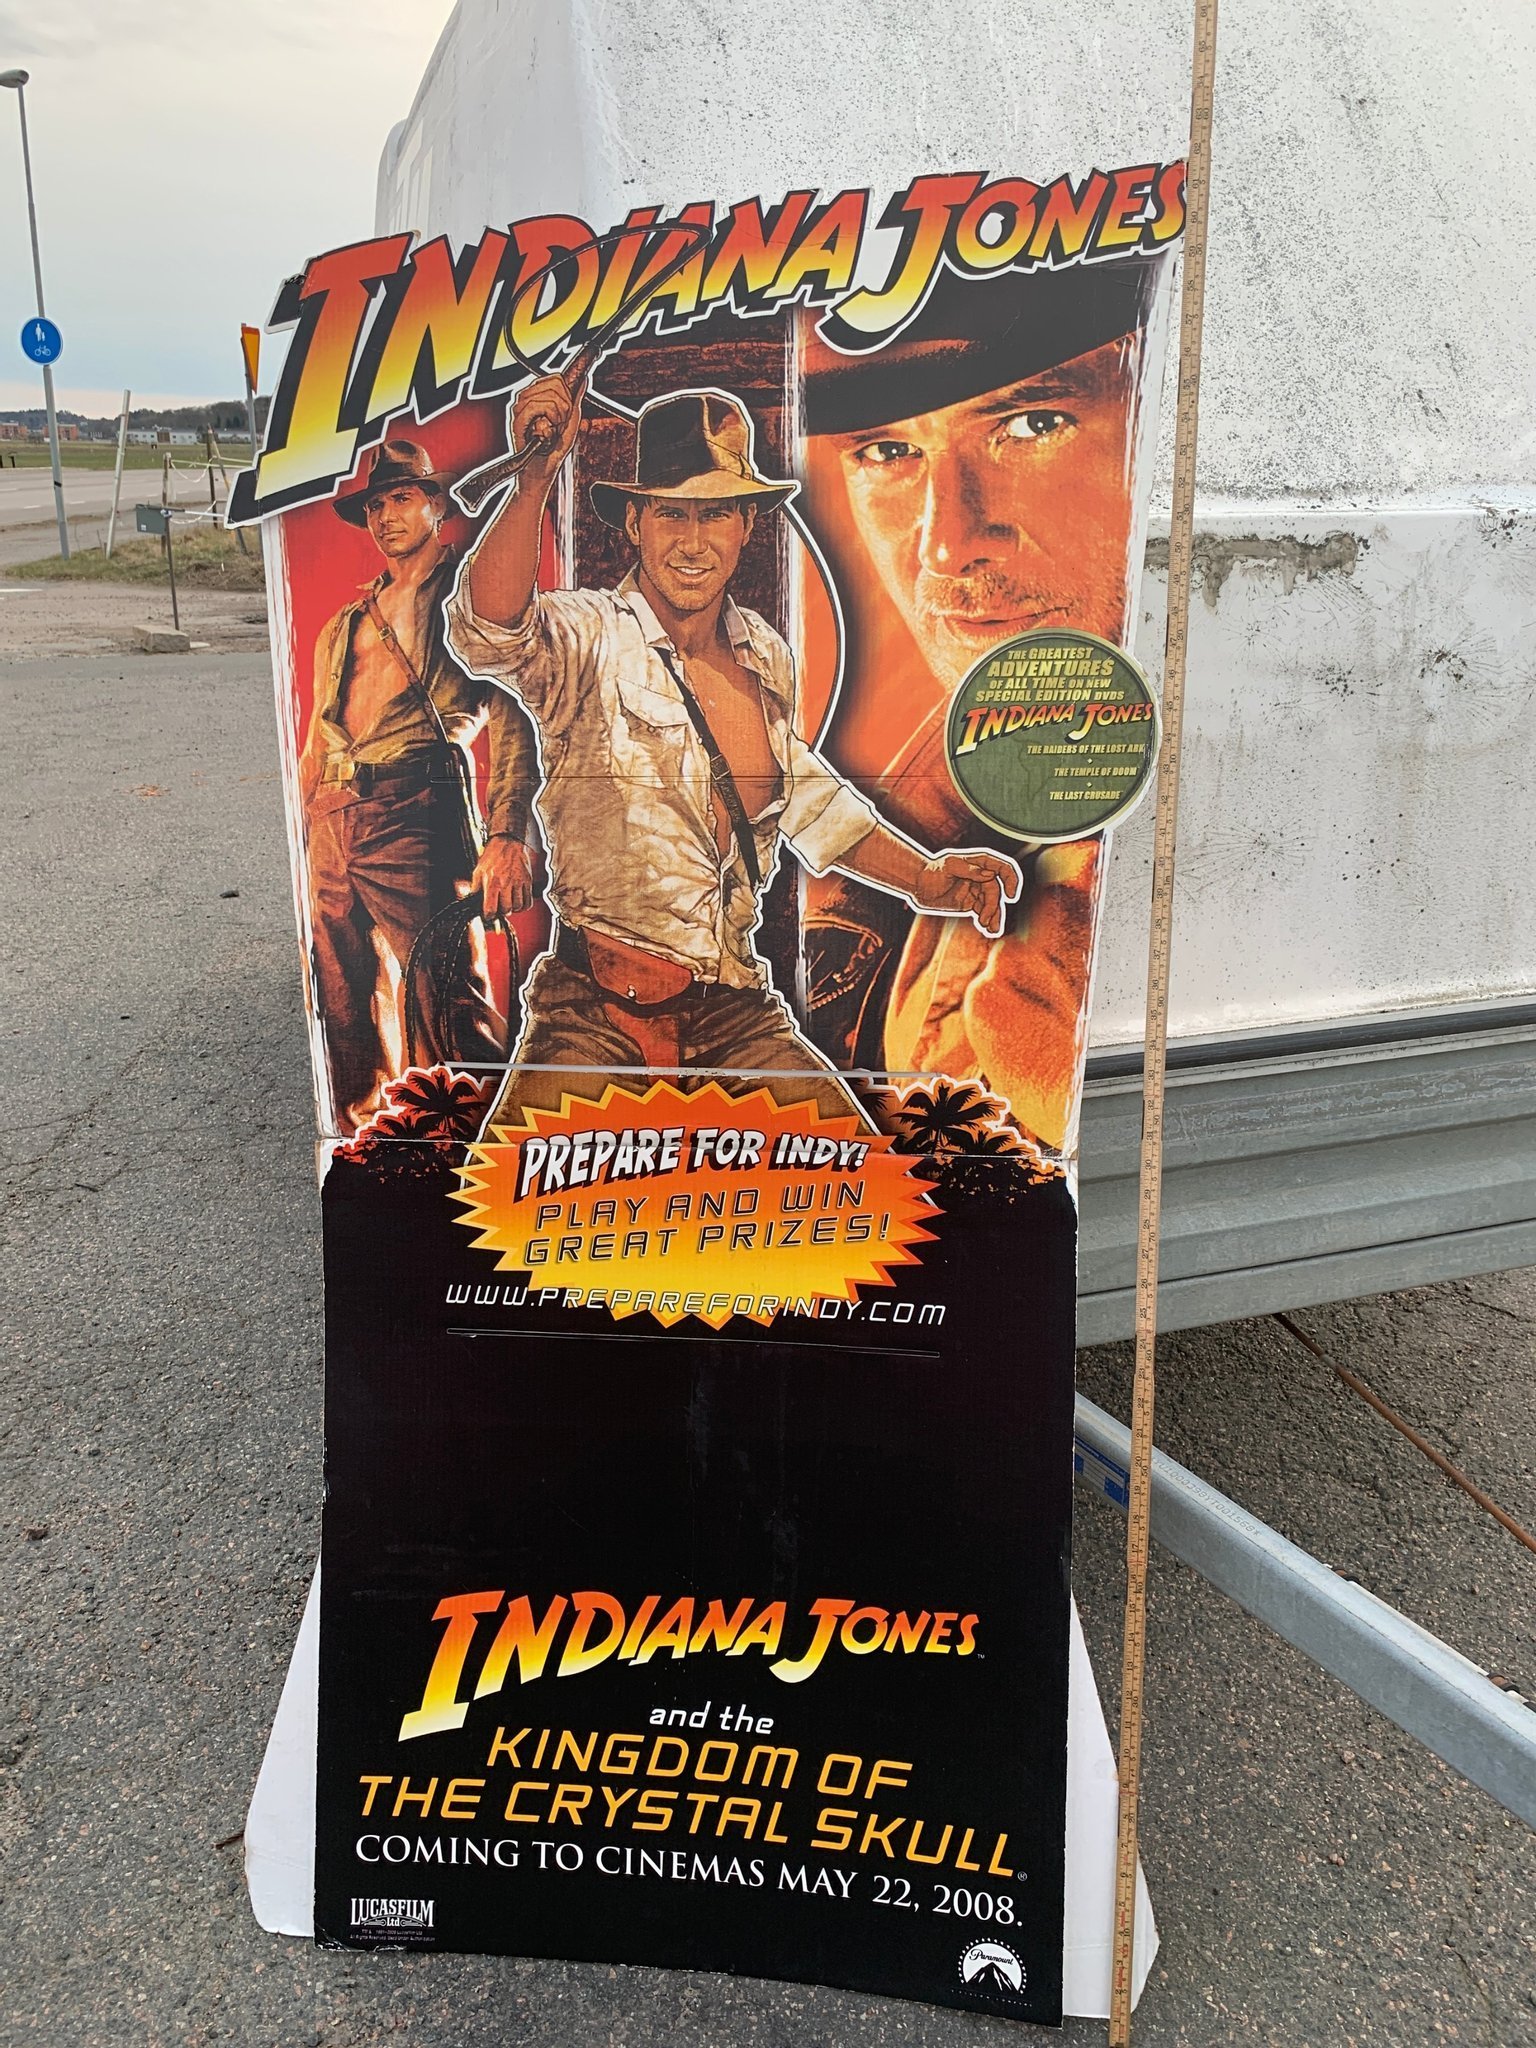 INDIANA JONES
THE GREATEST
ADVENTURES
OF ALL TIME ON NEW
SPECIAL EDITION DVDS
INDIANA JONES
THE RAIDERS OF THE LOST ARK
THE TEMPLE OF DOOM
THE LAST CRUSADE
PREPARE FOR INDY!
PLAY AND WIN
GREAT PRIZES!
WWW.PREPAREFORINDY.COM
INDIANA JONES™
and the
KINGDOM OF
THE CRYSTAL SKULL®
COMING TO CINEMAS MAY 22, 2008.
LUCASFILM
Ltd
Paramount